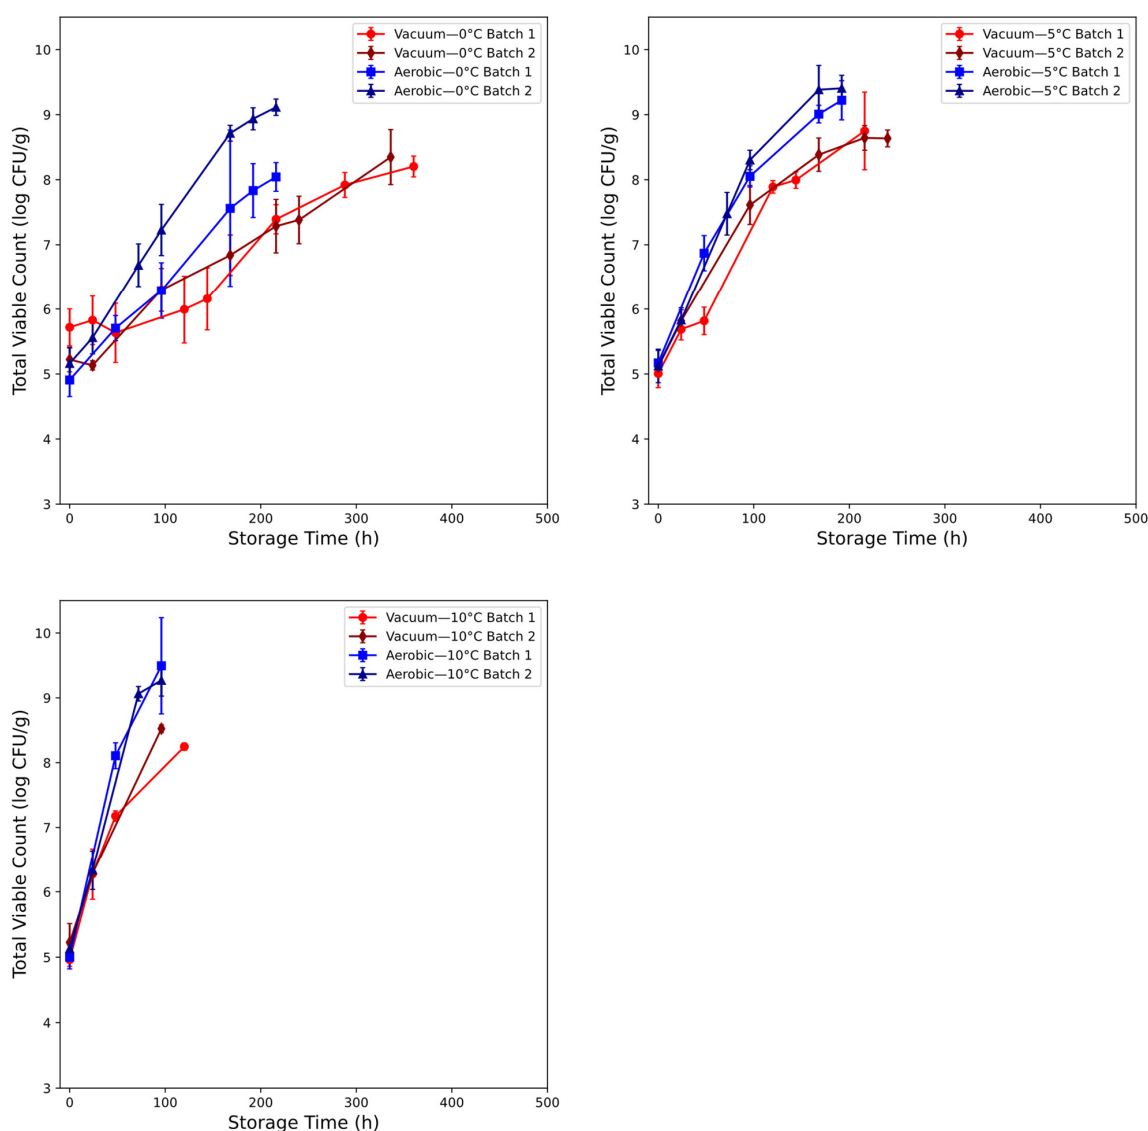 Total Viable Count (log CFU/g)
10
9
8
7
6
5
4
3
0 100 200 300 400 500
Storage Time (h)
Vacuum—0°C Batch 1
Vacuum—0°C Batch 2
Aerobic—0°C Batch 1
Aerobic—0°C Batch 2
Total Viable Count (log CFU/g)
10
9
8
7
6
5
4
3
0 100 200 300 400 500
Storage Time (h)
Vacuum—5°C Batch 1
Vacuum—5°C Batch 2
Aerobic—5°C Batch 1
Aerobic—5°C Batch 2
Total Viable Count (log CFU/g)
10
9
8
7
6
5
4
3
0 100 200 300 400 500
Storage Time (h)
Vacuum—10°C Batch 1
Vacuum—10°C Batch 2
Aerobic—10°C Batch 1
Aerobic—10°C Batch 2